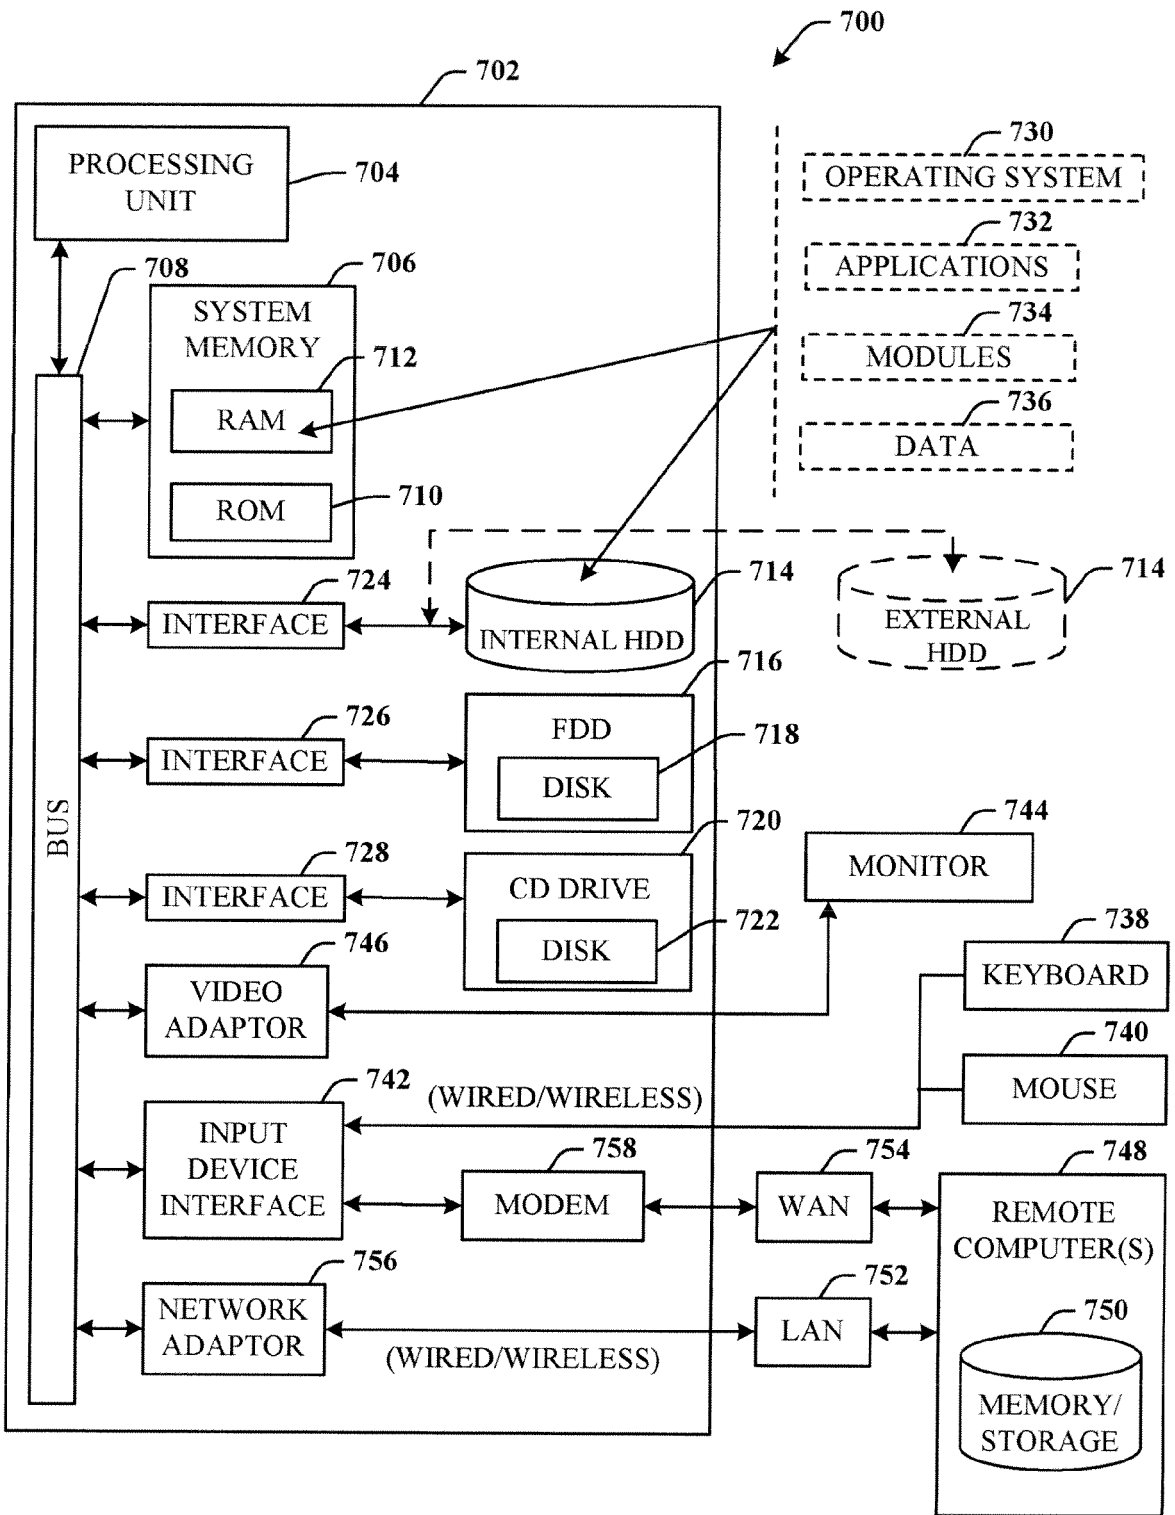 700
702
PROCESSING
UNIT
704
730
OPERATING SYSTEM
732
APPLICATIONS
734
MODULES
736
DATA
708
706
SYSTEM
MEMORY
712
RAM
710
ROM
BUS
724
INTERFACE
714
INTERNAL HDD
714
EXTERNAL
HDD
726
INTERFACE
716
FDD
718
DISK
728
INTERFACE
720
CD DRIVE
722
DISK
744
MONITOR
746
VIDEO
ADAPTOR
738
KEYBOARD
740
MOUSE
742
INPUT
DEVICE
INTERFACE
(WIRED/WIRELESS)
758
MODEM
754
WAN
748
REMOTE
COMPUTER(S)
756
NETWORK
ADAPTOR
(WIRED/WIRELESS)
752
LAN
750
MEMORY/
STORAGE